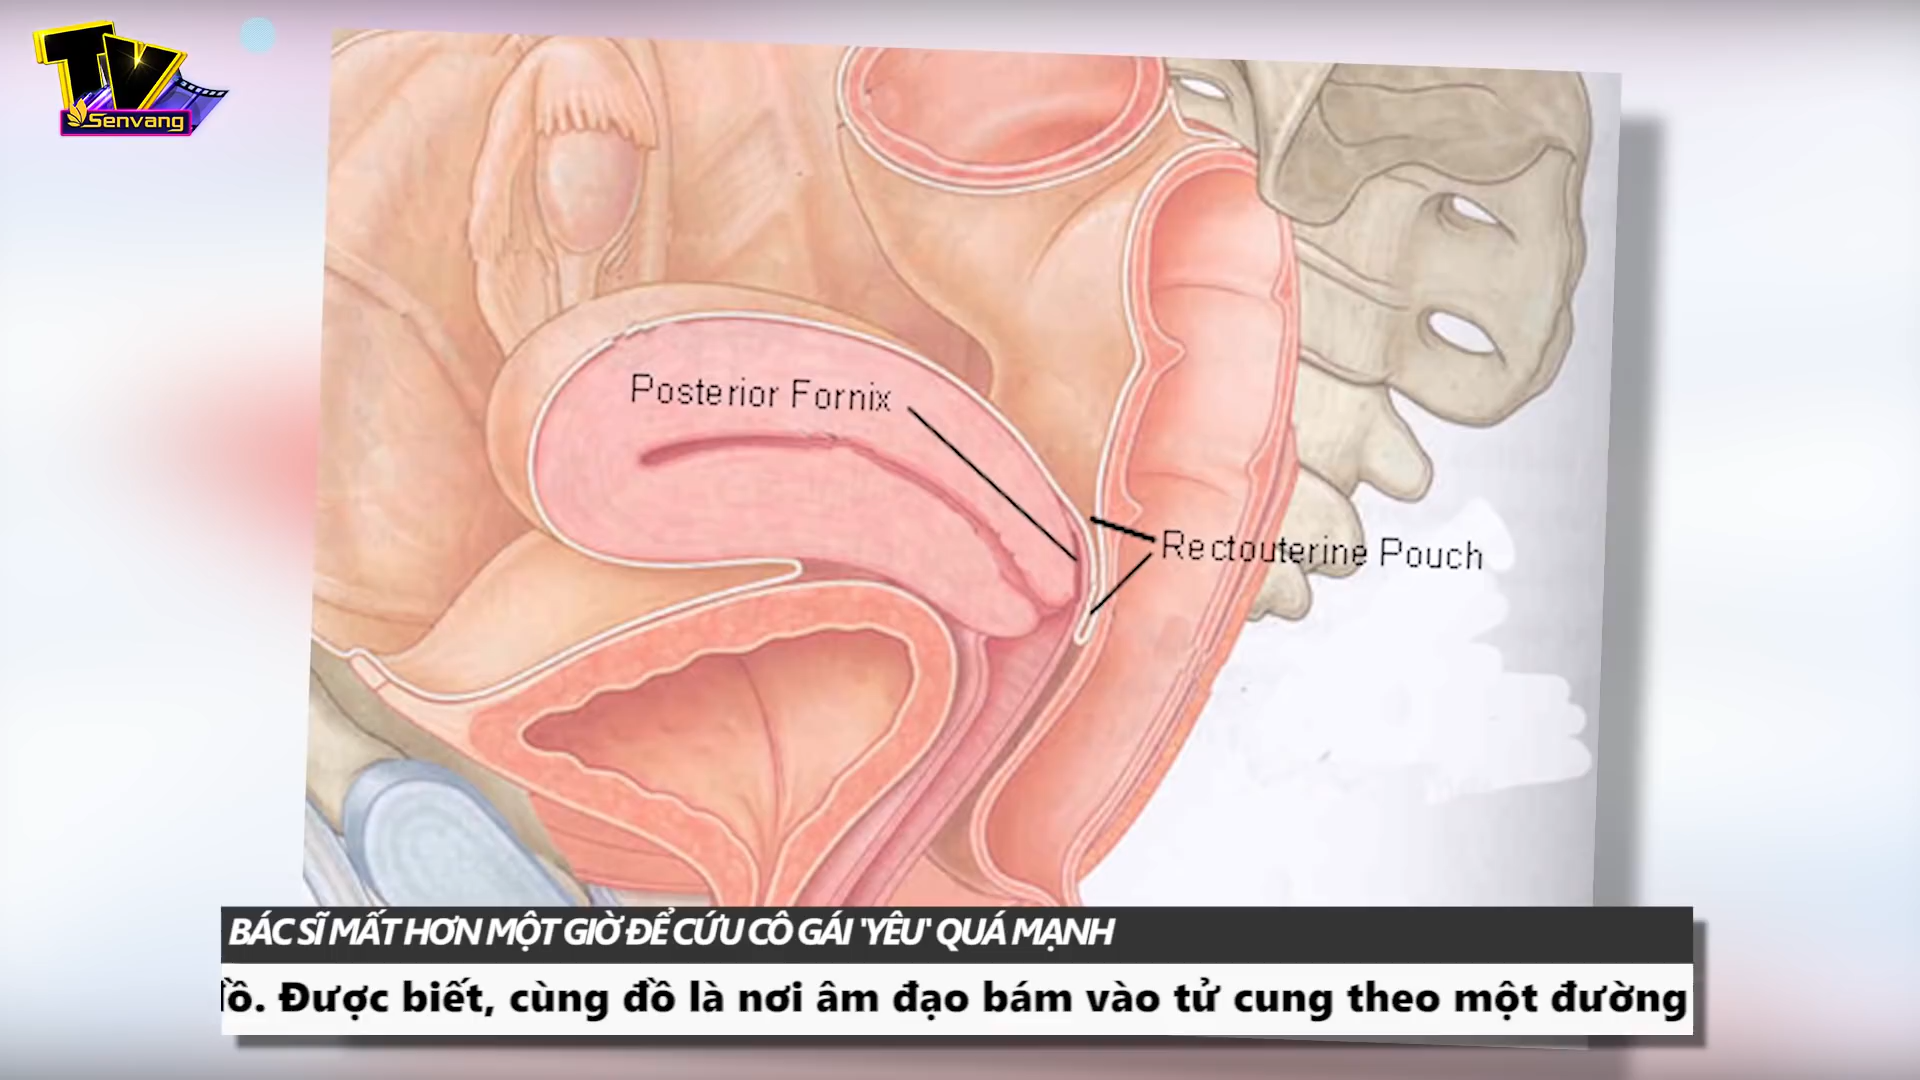 TV
Senvang
Posterior Fornix
Rectouterine Pouch
BÁC SĨ MẤT HƠN MỘT GIỜ ĐỂ CỨU CÔ GÁI "YÊU" QUÁ MẠNH
Được biết, cùng đồ là nơi âm đạo bám vào tử cung theo một đường